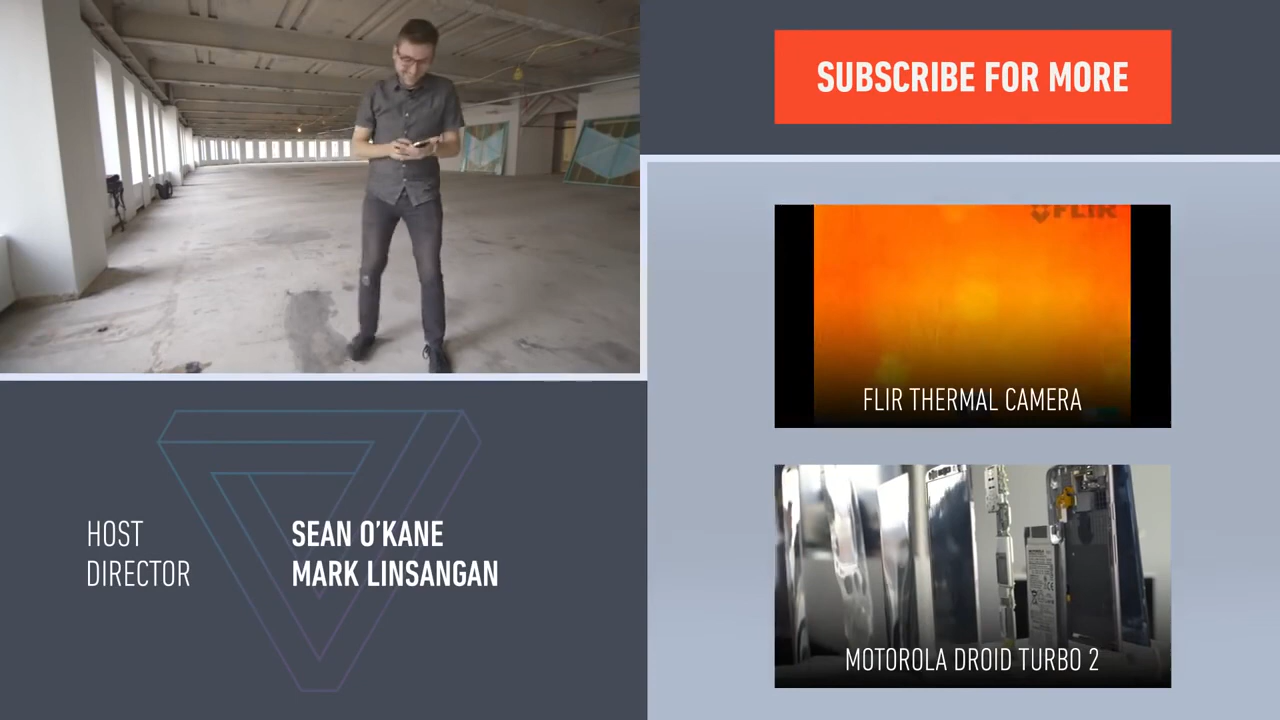 SUBSCRIBE FOR MORE
FLIR
FLIR THERMAL CAMERA
HOST SEAN O'KANE
DIRECTOR MARK LINSANGAN
MOTOROLA DROID TURBO 2